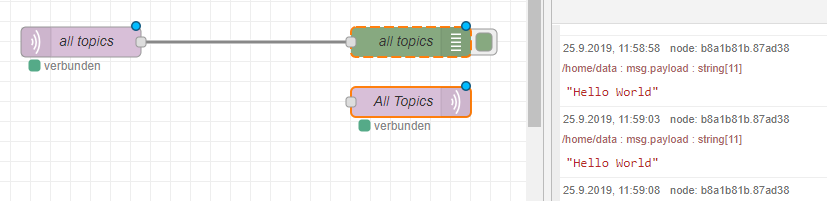 all topics
verbunden
all topics
All Topics
verbunden
25.9.2019, 11:58:58 node: b8a1b81b.87ad38
/home/data : msg.payload : string[11]
"Hello World"
25.9.2019, 11:59:03 node: b8a1b81b.87ad38
/home/data : msg.payload : string[11]
"Hello World"
25.9.2019, 11:59:08 node: b8a1b81b.87ad38